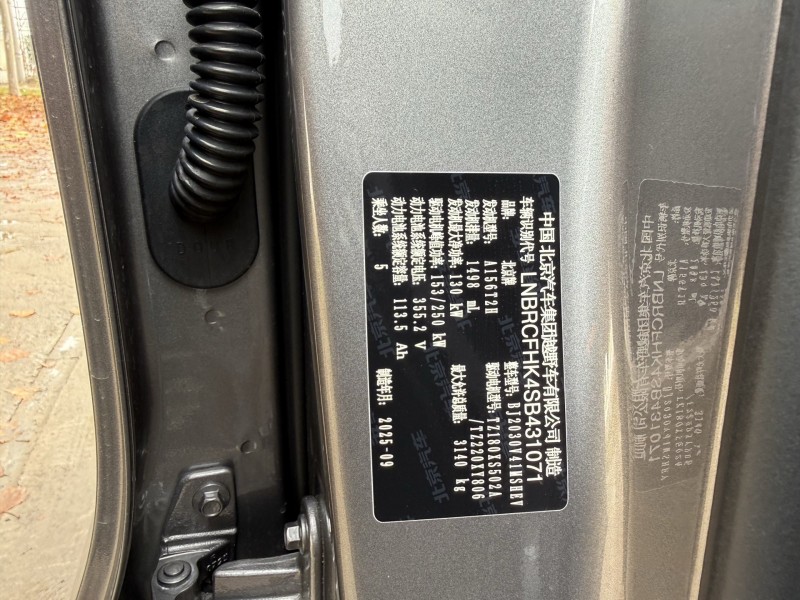 中国 北京汽车集团越野车有限公司 制造
车辆识别代号 LNBRCFHK4SB431071
品牌: 北京牌 整车型号: BJ2030V41MSHEV
发动机型号: A156T2H 驱动电机型号: TZ180XS502A
发动机排量: 1498 mL /TZ220XY806
发动机最大净功率: 130 kW 最大允许总质量: 3140 kg
驱动电机峰值功率: 153/250 kW
动力电池系统额定电压: 355.2 V
动力电池系统额定容量: 113.5 Ah 制造年月: 2025-09
乘坐人数: 5